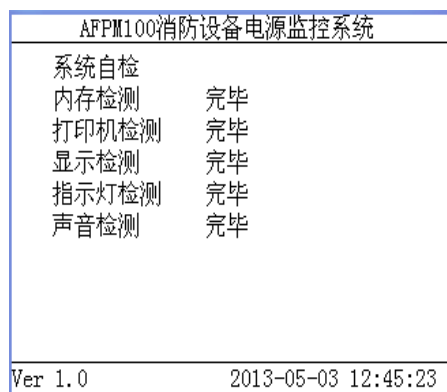 AFPM100消防设备电源监控系统
系统自检
内存检测 完毕
打印机检测 完毕
显示检测 完毕
指示灯检测 完毕
声音检测 完毕
Ver 1.0 2013-05-03 12:45:23